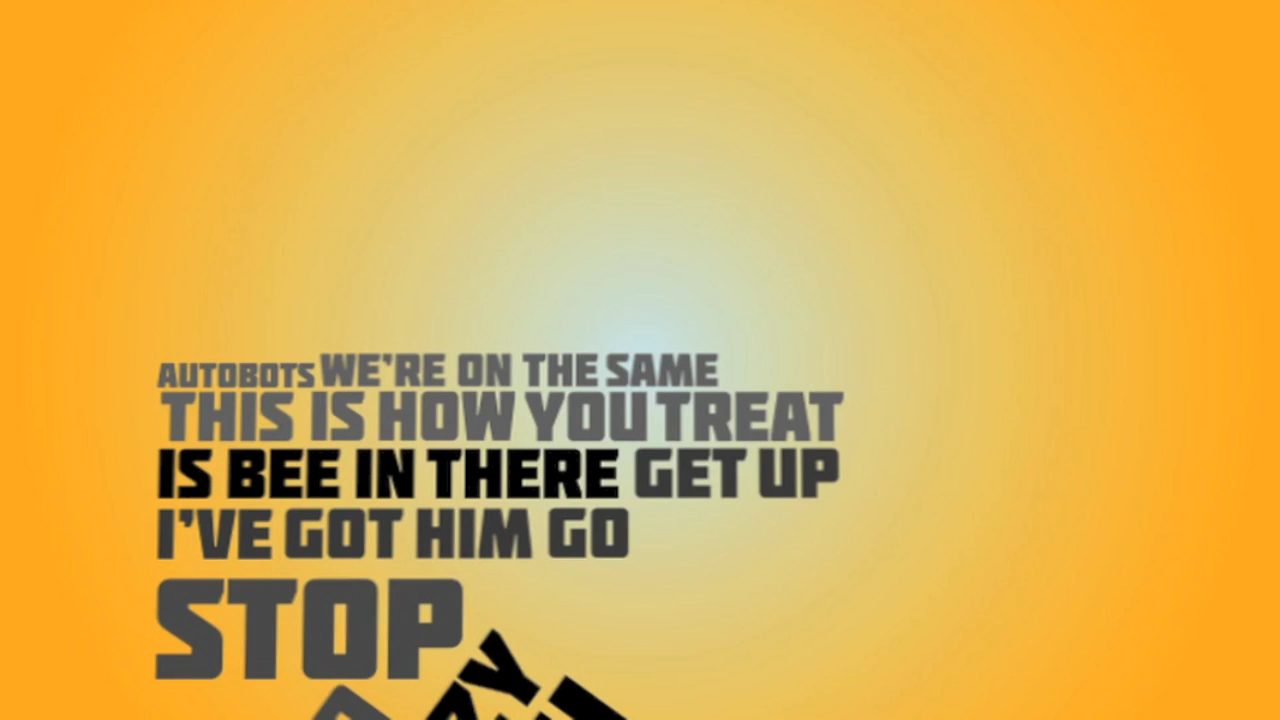 AUTOBOTS WE'RE ON THE SAME
THIS IS HOW YOU TREAT
IS BEE IN THERE GET UP
I'VE GOT HIM GO
STOP